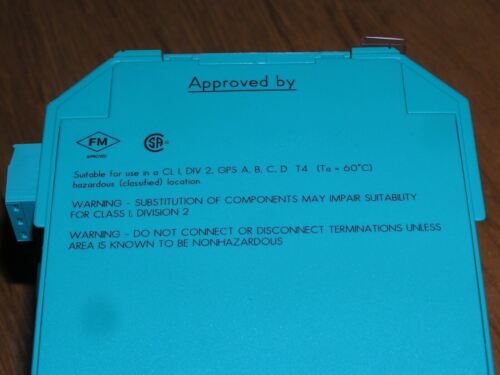 Approved by
FM
APPROVED
SA
Suitable for use in a CL I, DIV 2, GPS A, B, C, D T4 (Ta = 60°C)
hazardous (classified) location.
WARNING - SUBSTITUTION OF COMPONENTS MAY IMPAIR SUITABILITY
FOR CLASS I, DIVISION 2
WARNING - DO NOT CONNECT OR DISCONNECT TERMINATIONS UNLESS
AREA IS KNOWN TO BE NONHAZARDOUS